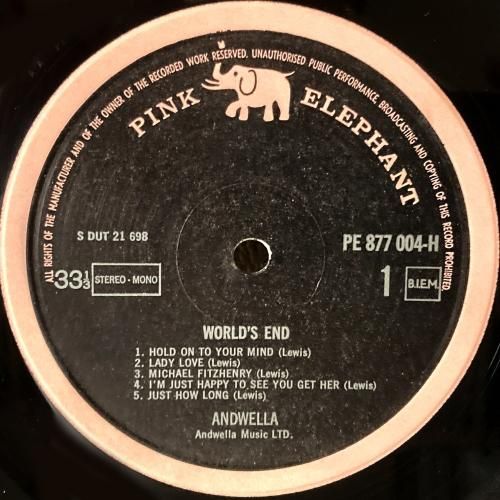 ALL RIGHTS OF THE MANUFACTURER AND OF THE OWNER OF THE RECORDED WORK RESERVED. UNAUTHORISED PUBLIC PERFORMANCE, BROADCASTING AND COPYING OF THIS RECORD PROHIBITED.
PINK ELEPHANT
S DUT 21 698
PE 877 004-H
33⅓ STEREO - MONO
1 B.I.E.M.
WORLD'S END
1. HOLD ON TO YOUR MIND (Lewis)
2. LADY LOVE (Lewis)
3. MICHAEL FITZHENRY (Lewis)
4. I'M JUST HAPPY TO SEE YOU GET HER (Lewis)
5. JUST HOW LONG (Lewis)
ANDWELLA
Andwella Music LTD.